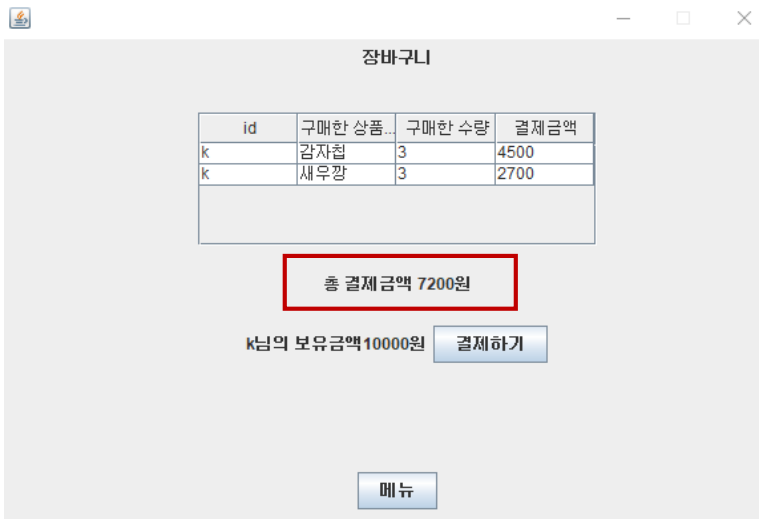 장바구니
id 구매한 상품... 구매한 수량 결제금액
k 감자칩 3 4500
k 새우깡 3 2700
총 결제금액 7200원
k님의 보유금액10000원 결제하기
메뉴